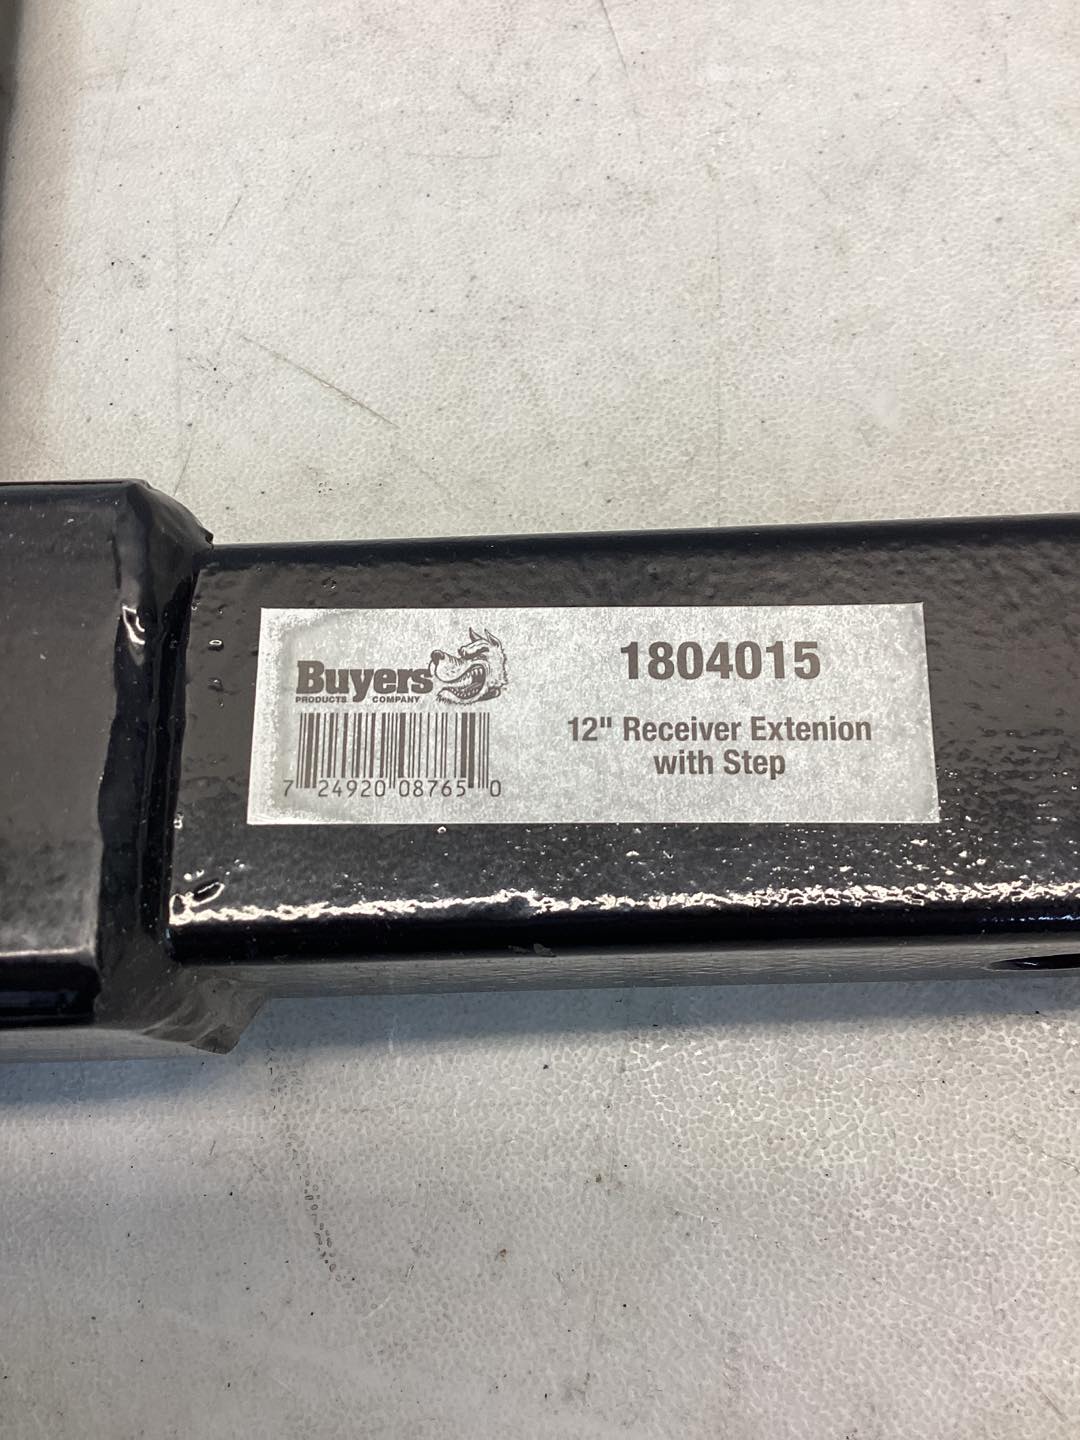 Buyers
PRODUCTS COMPANY
7 24920 08765 0
1804015
12" Receiver Extenion
with Step